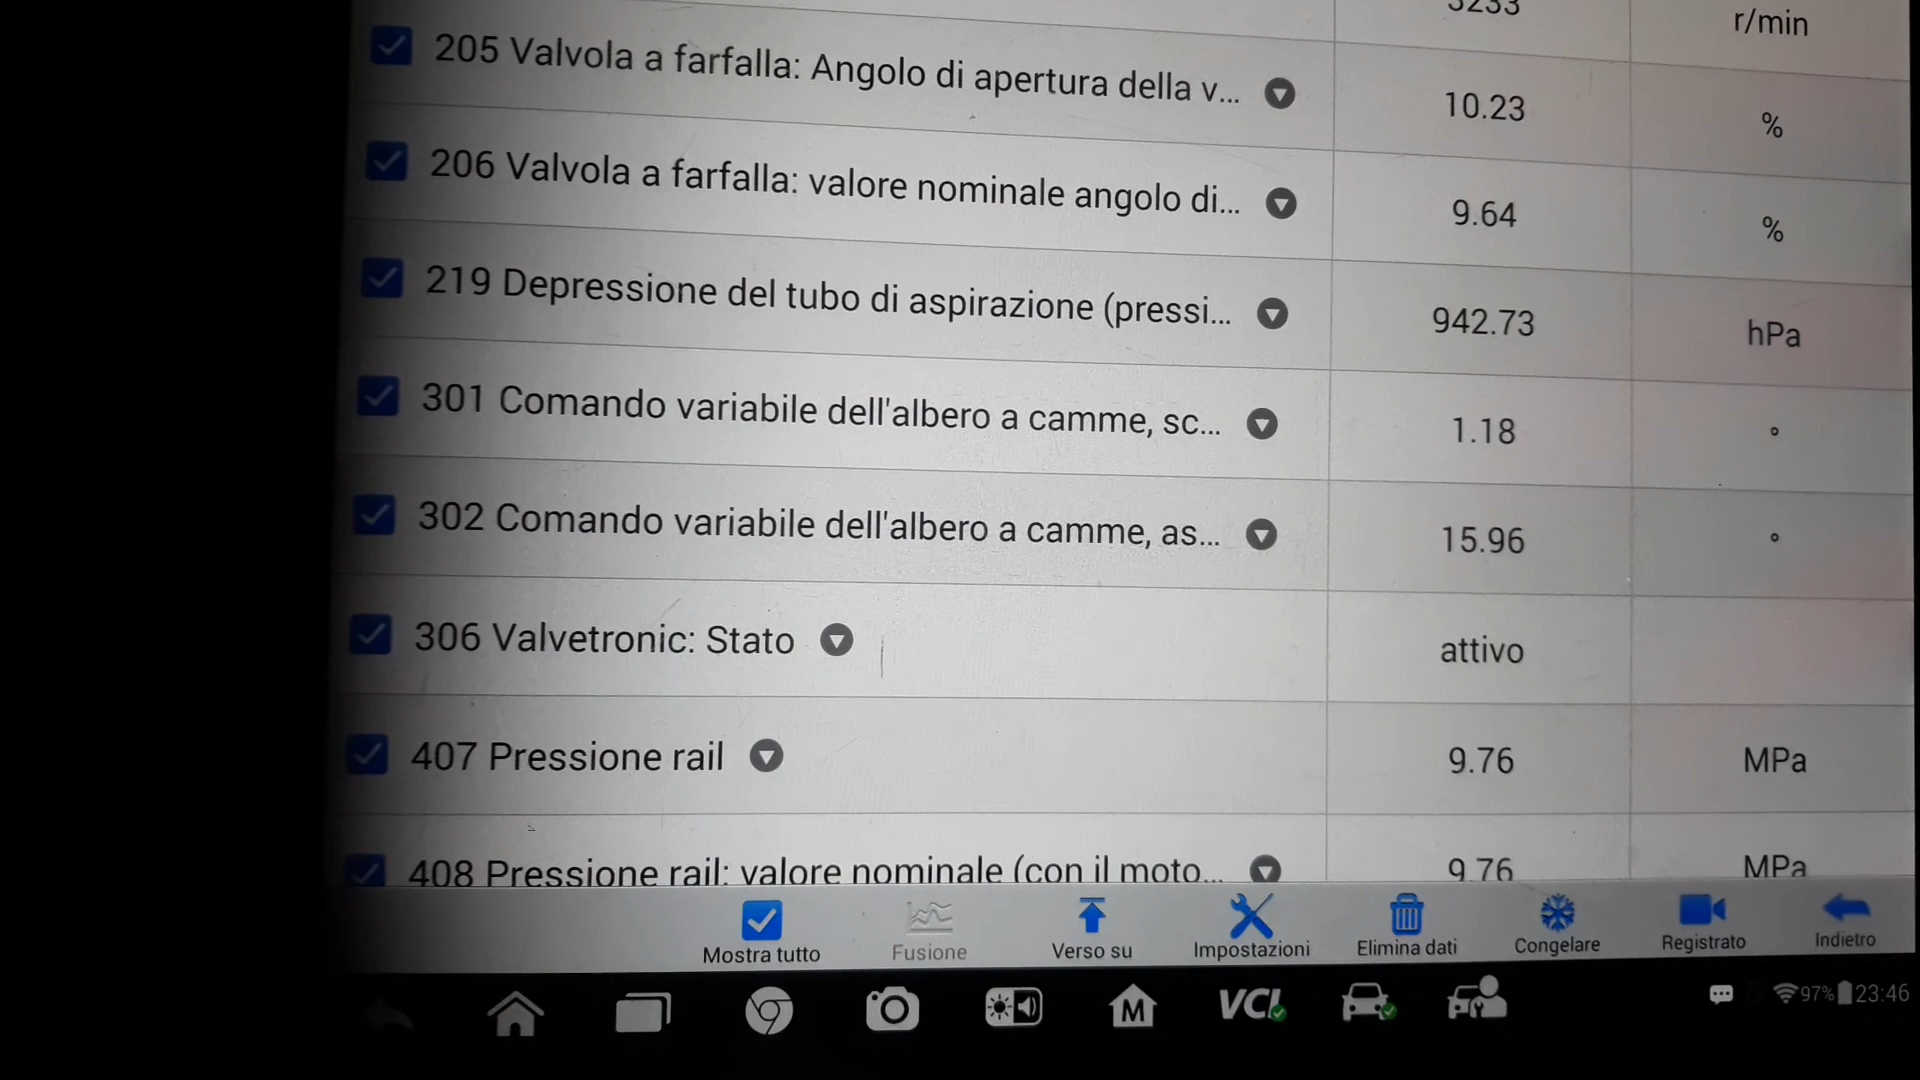 3233 r/min
205 Valvola a farfalla: Angolo di apertura della v... 10.23 %
206 Valvola a farfalla: valore nominale angolo di... 9.64 %
219 Depressione del tubo di aspirazione (pressi... 942.73 hPa
301 Comando variabile dell'albero a camme, sc... 1.18 °
302 Comando variabile dell'albero a camme, as... 15.96 °
306 Valvetronic: Stato attivo
407 Pressione rail 9.76 MPa
408 Pressione rail: valore nominale (con il moto... 9.76 MPa
Mostra tutto Fusione Verso su Impostazioni Elimina dati Congelare Registrato Indietro
M VCI 97% 23:46